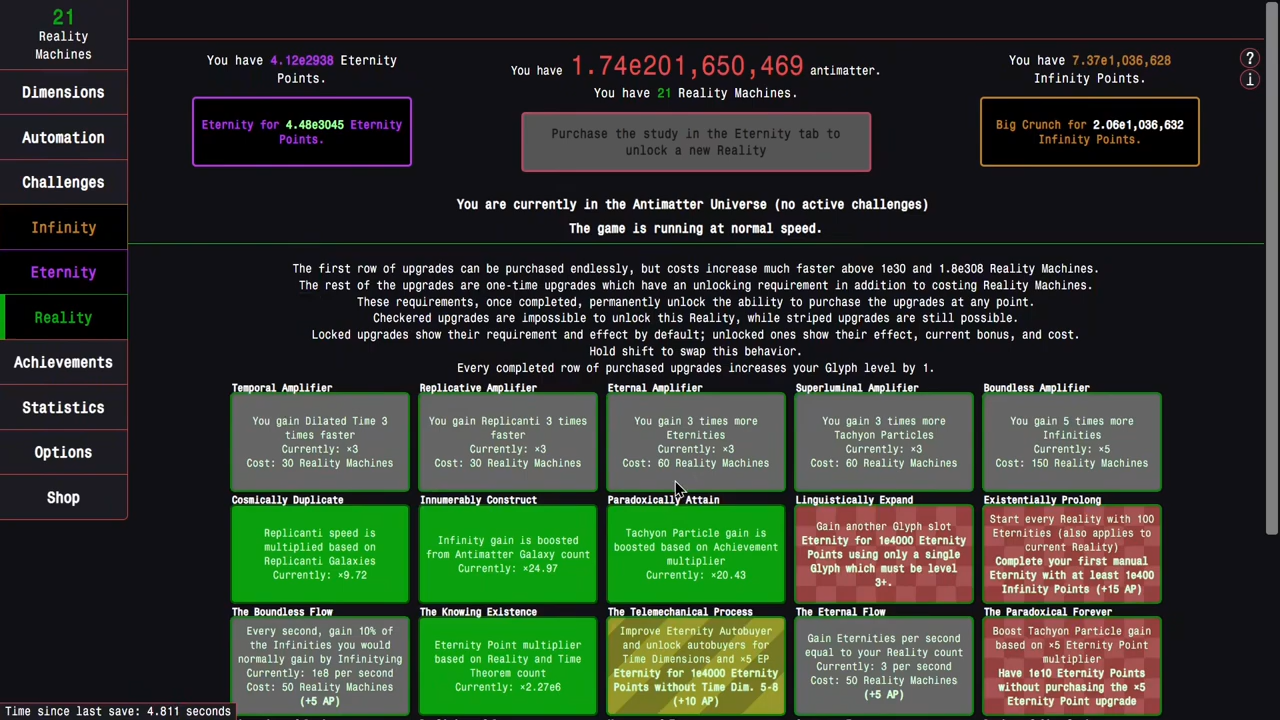 21
Reality
Machines
Dimensions
Automation
Challenges
Infinity
Eternity
Reality
Achievements
Statistics
Options
Shop
You have 4.12e2938 Eternity
Points.
Eternity for 4.48e3045 Eternity
Points.
You have 1.74e201,650,469 antimatter.
You have 21 Reality Machines.
Purchase the study in the Eternity tab to
unlock a new Reality
You have 7.37e1,036,628
Infinity Points.
Big Crunch for 2.06e1,036,632
Infinity Points.
?
i
You are currently in the Antimatter Universe (no active challenges)
The game is running at normal speed.
The first row of upgrades can be purchased endlessly, but costs increase much faster above 1e30 and 1.8e308 Reality Machines.
The rest of the upgrades are one-time upgrades which have an unlocking requirement in addition to costing Reality Machines.
These requirements, once completed, permanently unlock the ability to purchase the upgrades at any point.
Checkered upgrades are impossible to unlock this Reality, while striped upgrades are still possible.
Locked upgrades show their requirement and effect by default; unlocked ones show their effect, current bonus, and cost.
Hold shift to swap this behavior.
Every completed row of purchased upgrades increases your Glyph level by 1.
Temporal Amplifier
You gain Dilated Time 3
times faster
Currently: ×3
Cost: 30 Reality Machines
Replicative Amplifier
You gain Replicanti 3 times
faster
Currently: ×3
Cost: 30 Reality Machines
Eternal Amplifier
You gain 3 times more
Eternities
Currently: ×3
Cost: 60 Reality Machines
Superluminal Amplifier
You gain 3 times more
Tachyon Particles
Currently: ×3
Cost: 60 Reality Machines
Boundless Amplifier
You gain 5 times more
Infinities
Currently: ×5
Cost: 150 Reality Machines
Cosmically Duplicate
Replicanti speed is
multiplied based on
Replicanti Galaxies
Currently: ×9.72
Innumerably Construct
Infinity gain is boosted
from Antimatter Galaxy count
Currently: ×24.97
Paradoxically Attain
Tachyon Particle gain is
boosted based on Achievement
multiplier
Currently: ×20.43
Linguistically Expand
Gain another Glyph slot
Eternity for 1e4000 Eternity
Points using only a single
Glyph which must be level
3+.
Existentially Prolong
Start every Reality with 100
Eternities (also applies to
current Reality)
Complete your first manual
Eternity with at least 1e400
Infinity Points (+15 AP)
The Boundless Flow
Every second, gain 10% of
the Infinities you would
normally gain by Infinitying
Currently: 1e8 per second
Cost: 50 Reality Machines
(+5 AP)
The Knowing Existence
Eternity Point multiplier
based on Reality and Time
Theorem count
Currently: ×2.27e6
The Telemechanical Process
Improve Eternity Autobuyer
and unlock autobuyers for
Time Dimensions and ×5 EP
Eternity for 1e4000 Eternity
Points without Time Dim. 5-8
(+10 AP)
The Eternal Flow
Gain Eternities per second
equal to your Reality count
Currently: 3 per second
Cost: 50 Reality Machines
(+5 AP)
The Paradoxical Forever
Boost Tachyon Particle gain
based on ×5 Eternity Point
multiplier
Have 1e10 Eternity Points
without purchasing the ×5
Eternity Point upgrade
Time since last save: 4.811 seconds